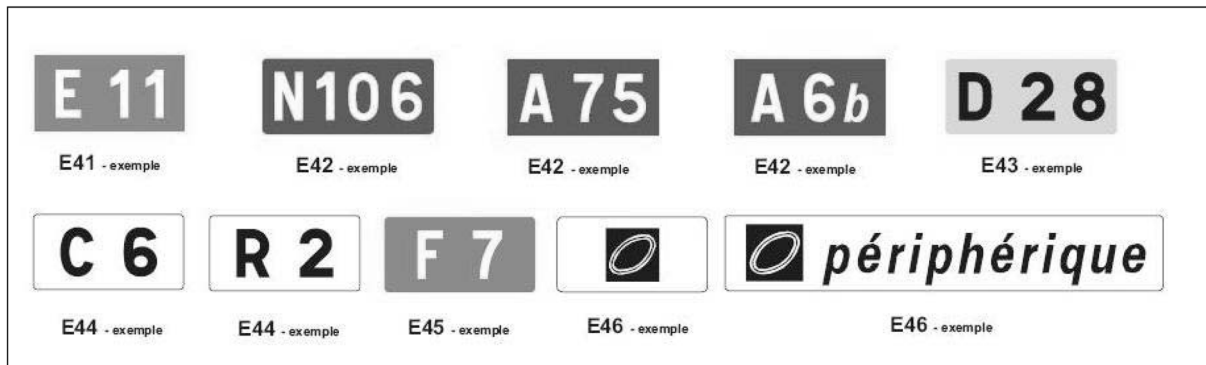 E 11 N106 A 75 A 6b D 28
E41 - exemple E42 - exemple E42 - exemple E42 - exemple E43 - exemple
C 6 R 2 F 7 périphérique
E44 - exemple E44 - exemple E45 - exemple E46 - exemple E46 - exemple